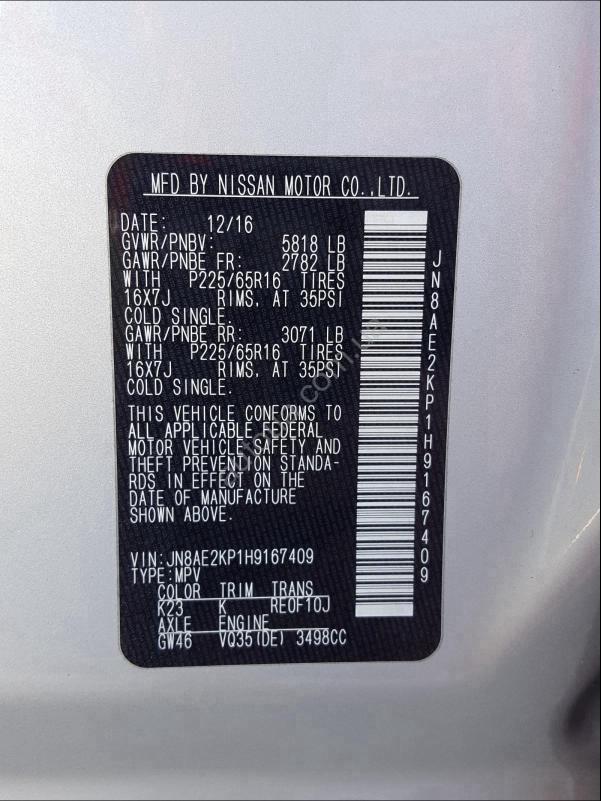 MFD BY NISSAN MOTOR CO.,LTD.
DATE: 12/16
GVWR/PNBV: 5818 LB
GAWR/PNBE FR: 2782 LB
WITH P225/65R16 TIRES
16X7J RIMS, AT 35PSI
COLD SINGLE.
GAWR/PNBE RR: 3071 LB
WITH P225/65R16 TIRES
16X7J RIMS, AT 35PSI
COLD SINGLE.
THIS VEHICLE CONFORMS TO
ALL APPLICABLE FEDERAL
MOTOR VEHICLE SAFETY AND
THEFT PREVENTION STANDA-
RDS IN EFFECT ON THE
DATE OF MANUFACTURE
SHOWN ABOVE.
VIN:JN8AE2KP1H9167409
TYPE:MPV
COLOR TRIM TRANS
K23 K RE0F10J
AXLE ENGINE
GW46 VQ35(DE) 3498CC
JN8AE2KP1H9167409